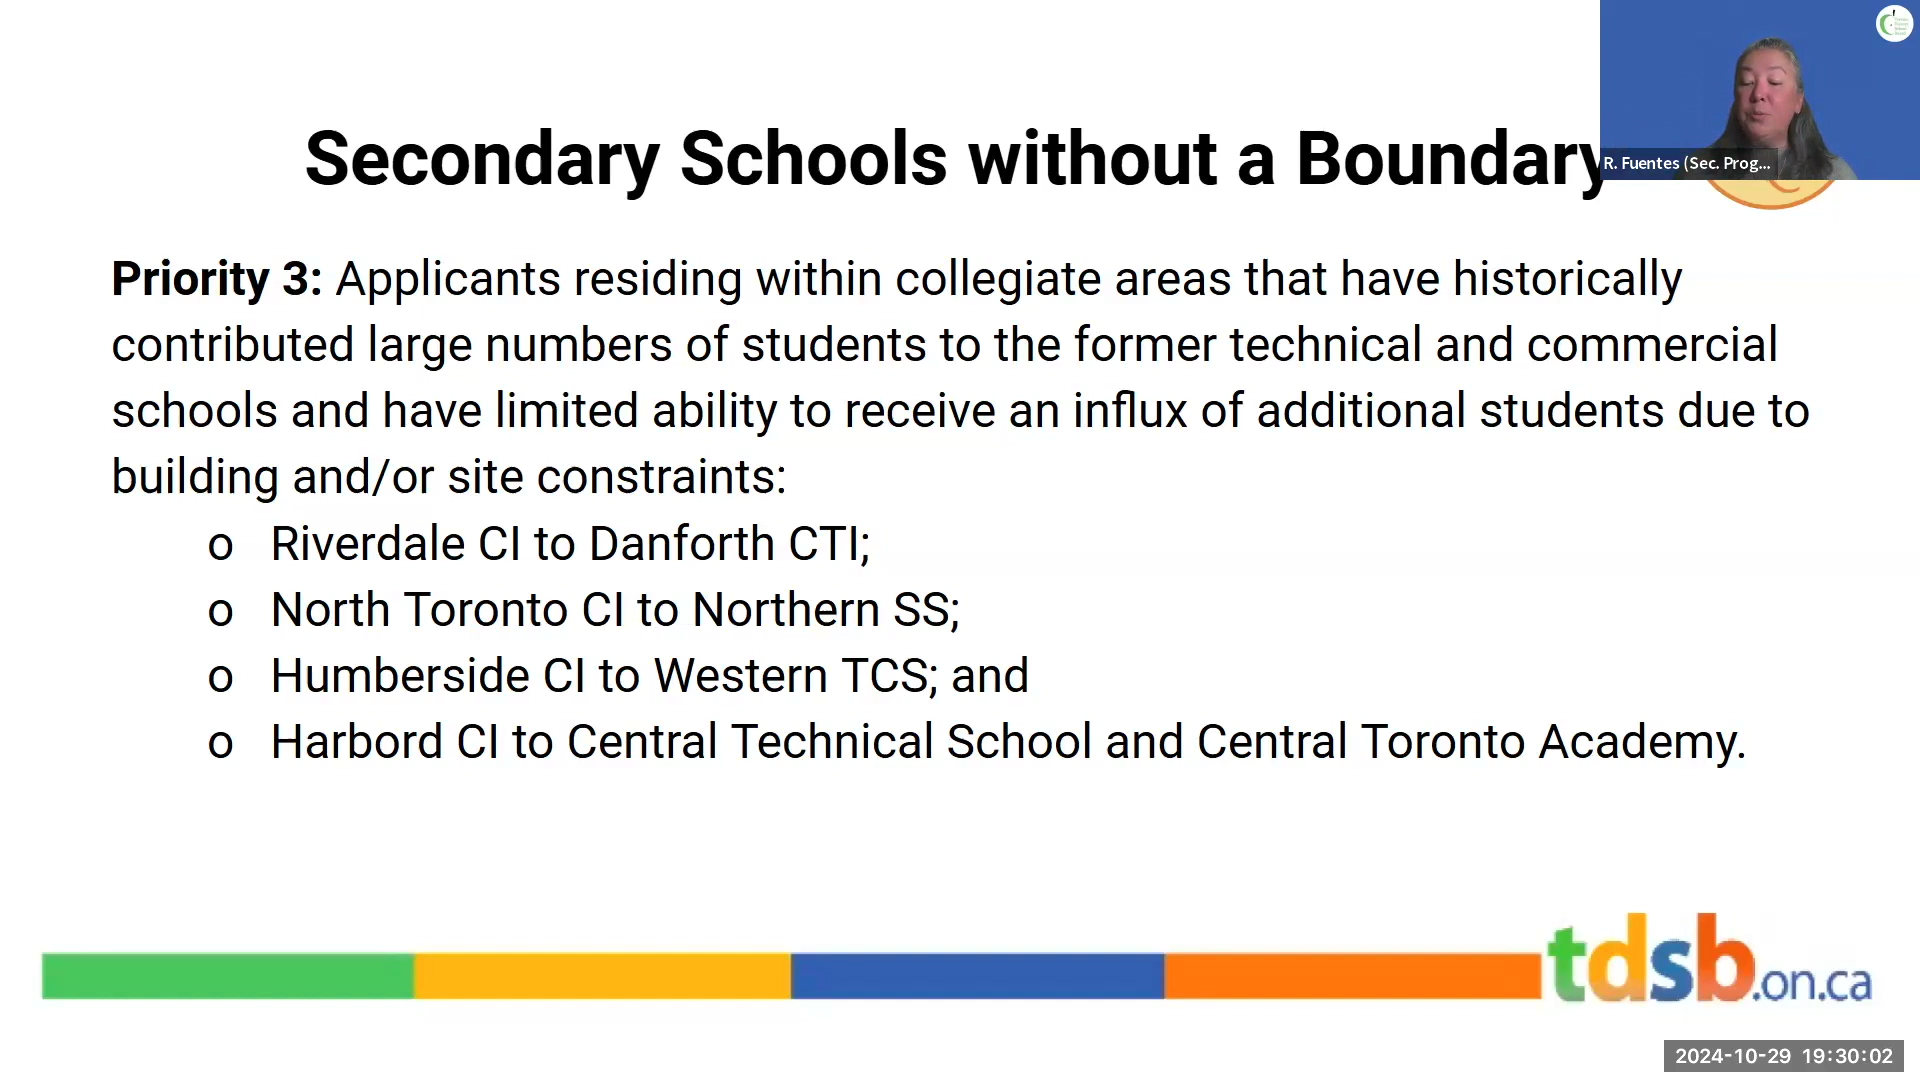 Secondary Schools without a Boundary
R. Fuentes (Sec. Prog...
Priority 3: Applicants residing within collegiate areas that have historically
contributed large numbers of students to the former technical and commercial
schools and have limited ability to receive an influx of additional students due to
building and/or site constraints:
o Riverdale CI to Danforth CTI;
o North Toronto CI to Northern SS;
o Humberside CI to Western TCS; and
o Harbord CI to Central Technical School and Central Toronto Academy.
tdsb.on.ca
2024-10-29 19:30:02